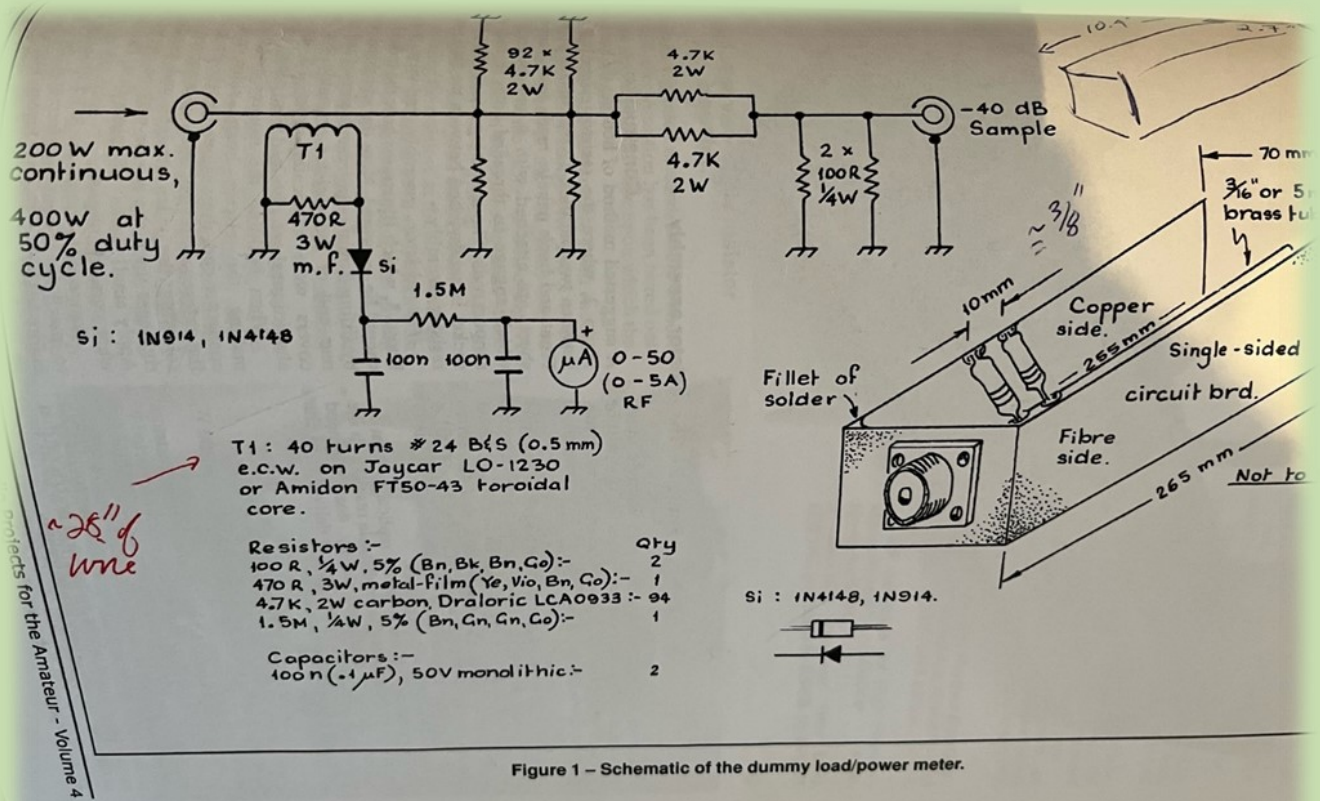 92 x
4.7K
2W
4.7K
2W
4.7K
2W
-40 dB
Sample
10.9"
T1
200W max.
continuous,
400W at
50% duty
cycle.
470R
3W
m.f.
Si
2 x
100R
1/4W
~ 3/8"
=
70 mm
3/16" or 5
brass tu
1.5M
Si : 1N914, 1N4148
100n
100n
+
μA
0-50
(0-5A)
RF
10mm
Copper
side.
265mm
Single-sided
circuit brd.
Fillet of
solder
Fibre
side.
265 mm
Not to
T1: 40 turns # 24 B&S (0.5mm)
e.c.w. on Jaycar LO-1230
or Amidon FT50-43 toroidal
core.
~28" of
wire
Resistors :-
Qty
100 R, 1/4W, 5% (Bn, Bk, Bn, Go):- 2
470 R, 3W, metal-film (Ye, Vio, Bn, Go):- 1
4.7K, 2W carbon, Draloric LCA0933 :- 94
1.5M, 1/4W, 5% (Bn, Gn, Gn, Go):- 1
Capacitors :-
100n (.1μF), 50V monolithic:- 2
Si : 1N4148, 1N914.
Projects for the Amateur - Volume 4
Figure 1 – Schematic of the dummy load/power meter.